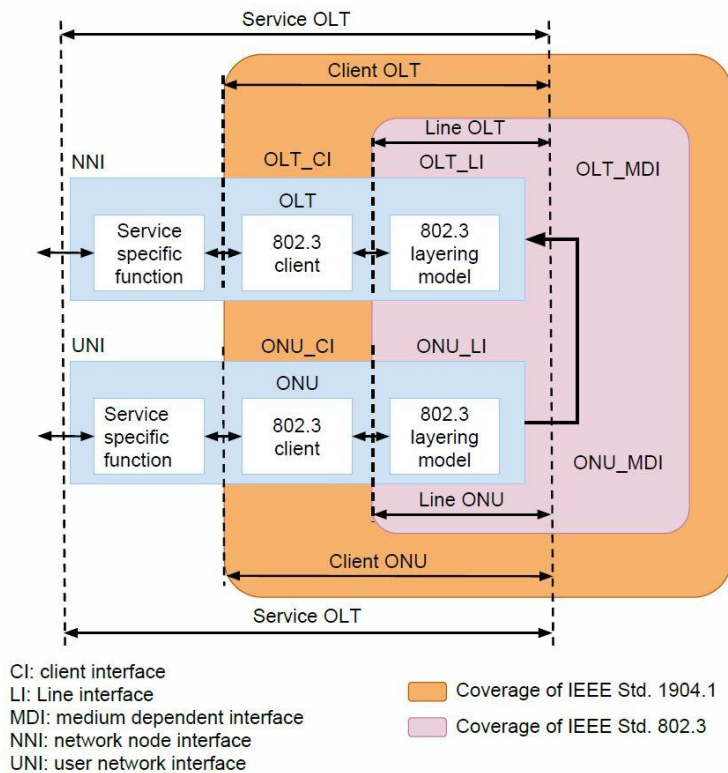 Service OLT
Client OLT
Line OLT
NNI
OLT_CI
OLT_LI
OLT_MDI
OLT
Service
specific
function
802.3
client
802.3
layering
model
UNI
ONU_CI
ONU_LI
ONU
Service
specific
function
802.3
client
802.3
layering
model
ONU_MDI
Line ONU
Client ONU
Service OLT
CI: client interface
LI: Line interface
MDI: medium dependent interface
NNI: network node interface
UNI: user network interface
Coverage of IEEE Std. 1904.1
Coverage of IEEE Std. 802.3